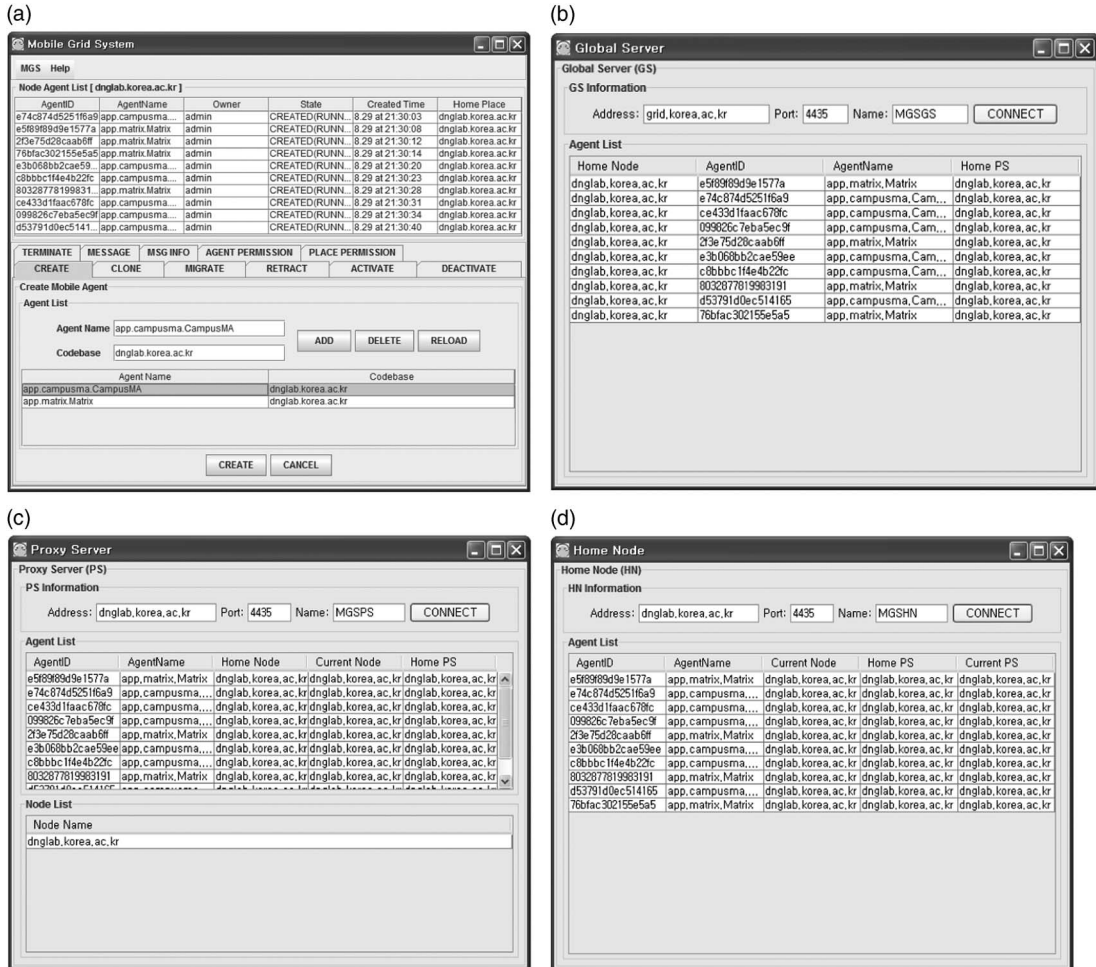 (a)
Mobile Grid System
MGS Help
Node Agent List [ dnglab.korea.ac.kr ]
AgentID AgentName Owner State Created Time Home Place
e74c874d5251f6a9 app.campusma.... admin CREATED(RUNN... 8.29 at 21:30:03 dnglab.korea.ac.kr
e5f89f89d9e1577a app.matrix.Matrix admin CREATED(RUNN... 8.29 at 21:30:08 dnglab.korea.ac.kr
2f3e75d28caab6ff app.matrix.Matrix admin CREATED(RUNN... 8.29 at 21:30:12 dnglab.korea.ac.kr
76bfac302155e5a5 app.matrix.Matrix admin CREATED(RUNN... 8.29 at 21:30:14 dnglab.korea.ac.kr
e3b068bb2cae59... app.campusma.... admin CREATED(RUNN... 8.29 at 21:30:20 dnglab.korea.ac.kr
c8bbbc1f4e4b22fc app.campusma.... admin CREATED(RUNN... 8.29 at 21:30:23 dnglab.korea.ac.kr
80328778199831... app.matrix.Matrix admin CREATED(RUNN... 8.29 at 21:30:28 dnglab.korea.ac.kr
ce433d1faac678fc app.campusma.... admin CREATED(RUNN... 8.29 at 21:30:31 dnglab.korea.ac.kr
099826c7eba5ec9f app.campusma.... admin CREATED(RUNN... 8.29 at 21:30:34 dnglab.korea.ac.kr
d53791d0ec5141... app.campusma.... admin CREATED(RUNN... 8.29 at 21:30:40 dnglab.korea.ac.kr
TERMINATE MESSAGE MSG INFO AGENT PERMISSION PLACE PERMISSION
CREATE CLONE MIGRATE RETRACT ACTIVATE DEACTIVATE
Create Mobile Agent
Agent List
Agent Name app.campusma.CampusMA
Codebase dnglab.korea.ac.kr
ADD DELETE RELOAD
Agent Name Codebase
app.campusma.CampusMA dnglab.korea.ac.kr
app.matrix.Matrix dnglab.korea.ac.kr
CREATE CANCEL
(b)
Global Server
Global Server (GS)
GS Information
Address: grid,korea,ac,kr Port: 4435 Name: MGSGS CONNECT
Agent List
Home Node AgentID AgentName Home PS
dnglab,korea,ac,kr e5f89f89d9e1577a app,matrix,Matrix dnglab,korea,ac,kr
dnglab,korea,ac,kr e74c874d5251f6a9 app,campusma,Cam,,, dnglab,korea,ac,kr
dnglab,korea,ac,kr ce433d1faac678fc app,campusma,Cam,,, dnglab,korea,ac,kr
dnglab,korea,ac,kr 099826c7eba5ec9f app,campusma,Cam,,, dnglab,korea,ac,kr
dnglab,korea,ac,kr 2f3e75d28caab6ff app,matrix,Matrix dnglab,korea,ac,kr
dnglab,korea,ac,kr e3b068bb2cae59ee app,campusma,Cam,,, dnglab,korea,ac,kr
dnglab,korea,ac,kr c8bbbc1f4e4b22fc app,campusma,Cam,,, dnglab,korea,ac,kr
dnglab,korea,ac,kr 8032877819983191 app,matrix,Matrix dnglab,korea,ac,kr
dnglab,korea,ac,kr d53791d0ec514165 app,campusma,Cam,,, dnglab,korea,ac,kr
dnglab,korea,ac,kr 76bfac302155e5a5 app,matrix,Matrix dnglab,korea,ac,kr
(c)
Proxy Server
Proxy Server (PS)
PS Information
Address: dnglab,korea,ac,kr Port: 4435 Name: MGSPS CONNECT
Agent List
AgentID AgentName Home Node Current Node Home PS
e5f89f89d9e1577a app,matrix,Matrix dnglab,korea,ac,kr dnglab,korea,ac,kr dnglab,korea,ac,kr
e74c874d5251f6a9 app,campusma,,,, dnglab,korea,ac,kr dnglab,korea,ac,kr dnglab,korea,ac,kr
ce433d1faac678fc app,campusma,,,, dnglab,korea,ac,kr dnglab,korea,ac,kr dnglab,korea,ac,kr
099826c7eba5ec9f app,campusma,,,, dnglab,korea,ac,kr dnglab,korea,ac,kr dnglab,korea,ac,kr
2f3e75d28caab6ff app,matrix,Matrix dnglab,korea,ac,kr dnglab,korea,ac,kr dnglab,korea,ac,kr
e3b068bb2cae59ee app,campusma,,,, dnglab,korea,ac,kr dnglab,korea,ac,kr dnglab,korea,ac,kr
c8bbbc1f4e4b22fc app,campusma,,,, dnglab,korea,ac,kr dnglab,korea,ac,kr dnglab,korea,ac,kr
8032877819983191 app,matrix,Matrix dnglab,korea,ac,kr dnglab,korea,ac,kr dnglab,korea,ac,kr
Node List
Node Name
dnglab,korea,ac,kr
(d)
Home Node
Home Node (HN)
HN Information
Address: dnglab,korea,ac,kr Port: 4435 Name: MGSHN CONNECT
Agent List
AgentID AgentName Current Node Home PS Current PS
e5f89f89d9e1577a app,matrix,Matrix dnglab,korea,ac,kr dnglab,korea,ac,kr dnglab,korea,ac,kr
e74c874d5251f6a9 app,campusma,,,, dnglab,korea,ac,kr dnglab,korea,ac,kr dnglab,korea,ac,kr
ce433d1faac678fc app,campusma,,,, dnglab,korea,ac,kr dnglab,korea,ac,kr dnglab,korea,ac,kr
099826c7eba5ec9f app,campusma,,,, dnglab,korea,ac,kr dnglab,korea,ac,kr dnglab,korea,ac,kr
2f3e75d28caab6ff app,matrix,Matrix dnglab,korea,ac,kr dnglab,korea,ac,kr dnglab,korea,ac,kr
e3b068bb2cae59ee app,campusma,,,, dnglab,korea,ac,kr dnglab,korea,ac,kr dnglab,korea,ac,kr
c8bbbc1f4e4b22fc app,campusma,,,, dnglab,korea,ac,kr dnglab,korea,ac,kr dnglab,korea,ac,kr
8032877819983191 app,matrix,Matrix dnglab,korea,ac,kr dnglab,korea,ac,kr dnglab,korea,ac,kr
d53791d0ec514165 app,campusma,,,, dnglab,korea,ac,kr dnglab,korea,ac,kr dnglab,korea,ac,kr
76bfac302155e5a5 app,matrix,Matrix dnglab,korea,ac,kr dnglab,korea,ac,kr dnglab,korea,ac,kr